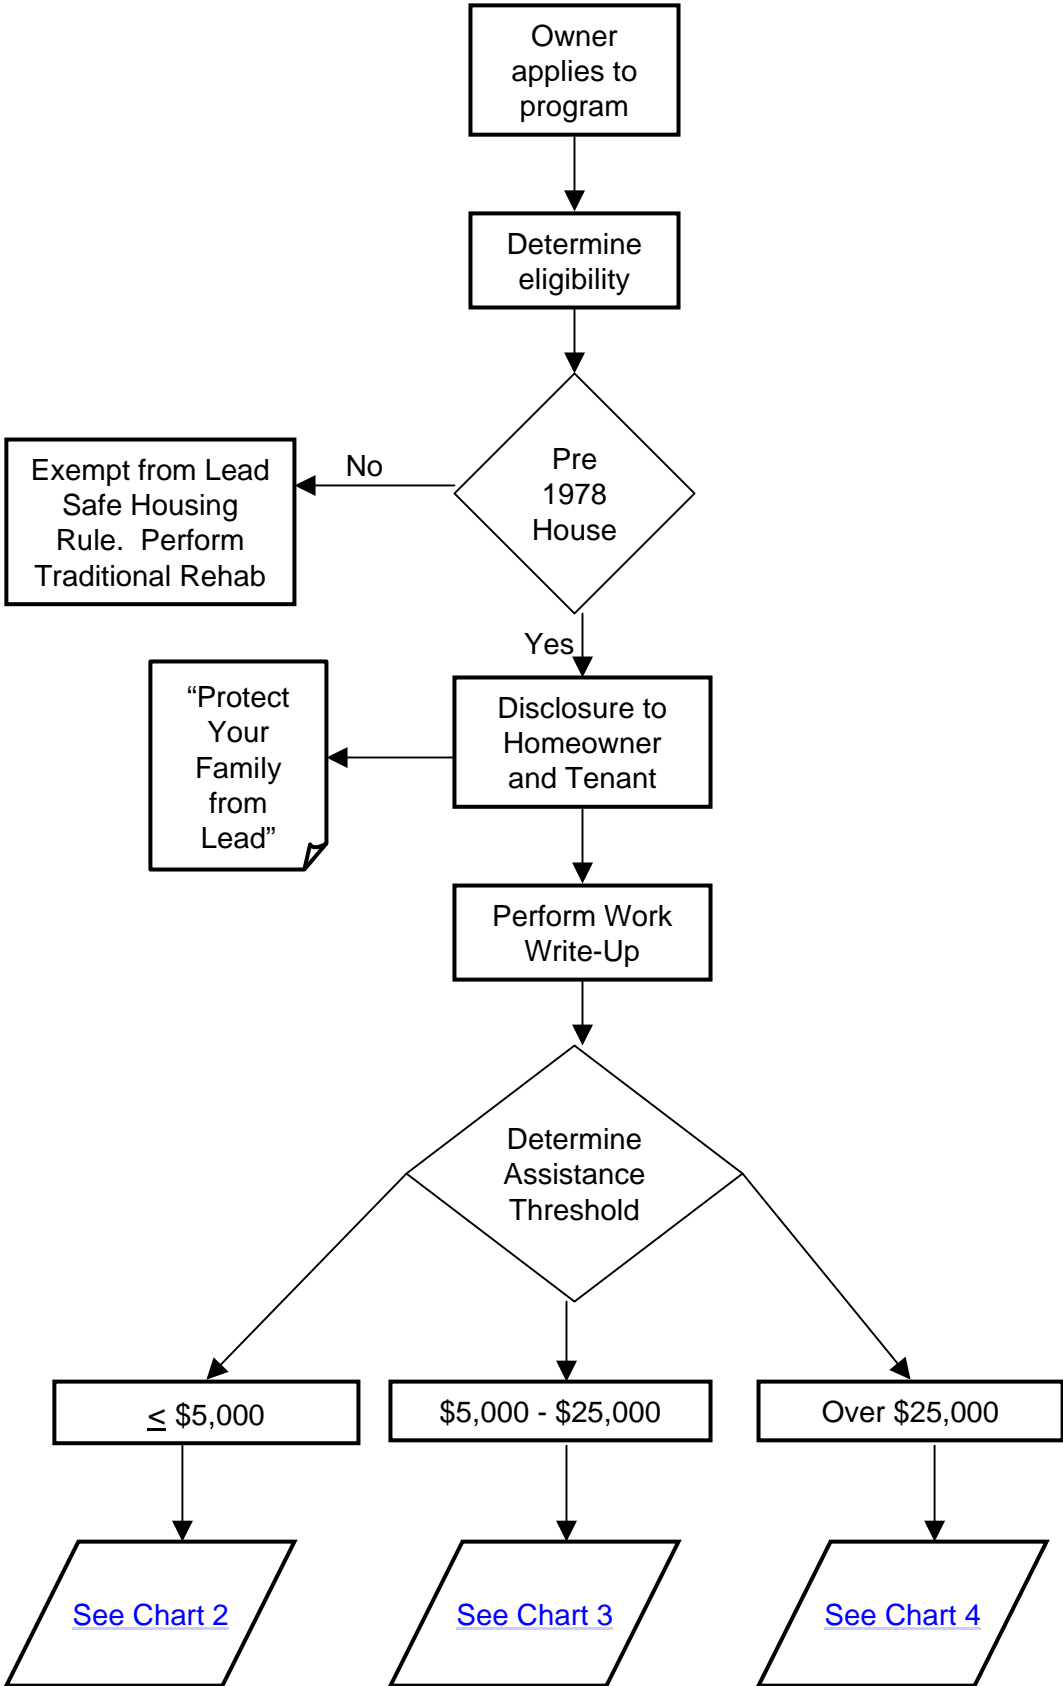 Owner
applies to
program
Determine
eligibility
Pre
1978
House
No
Exempt from Lead
Safe Housing
Rule.  Perform
Traditional Rehab
Yes
“Protect
Your
Family
from
Lead”
Disclosure to
Homeowner
and Tenant
Perform Work
Write-Up
Determine
Assistance
Threshold
≤ $5,000
$5,000 - $25,000
Over $25,000
See Chart 2
See Chart 3
See Chart 4